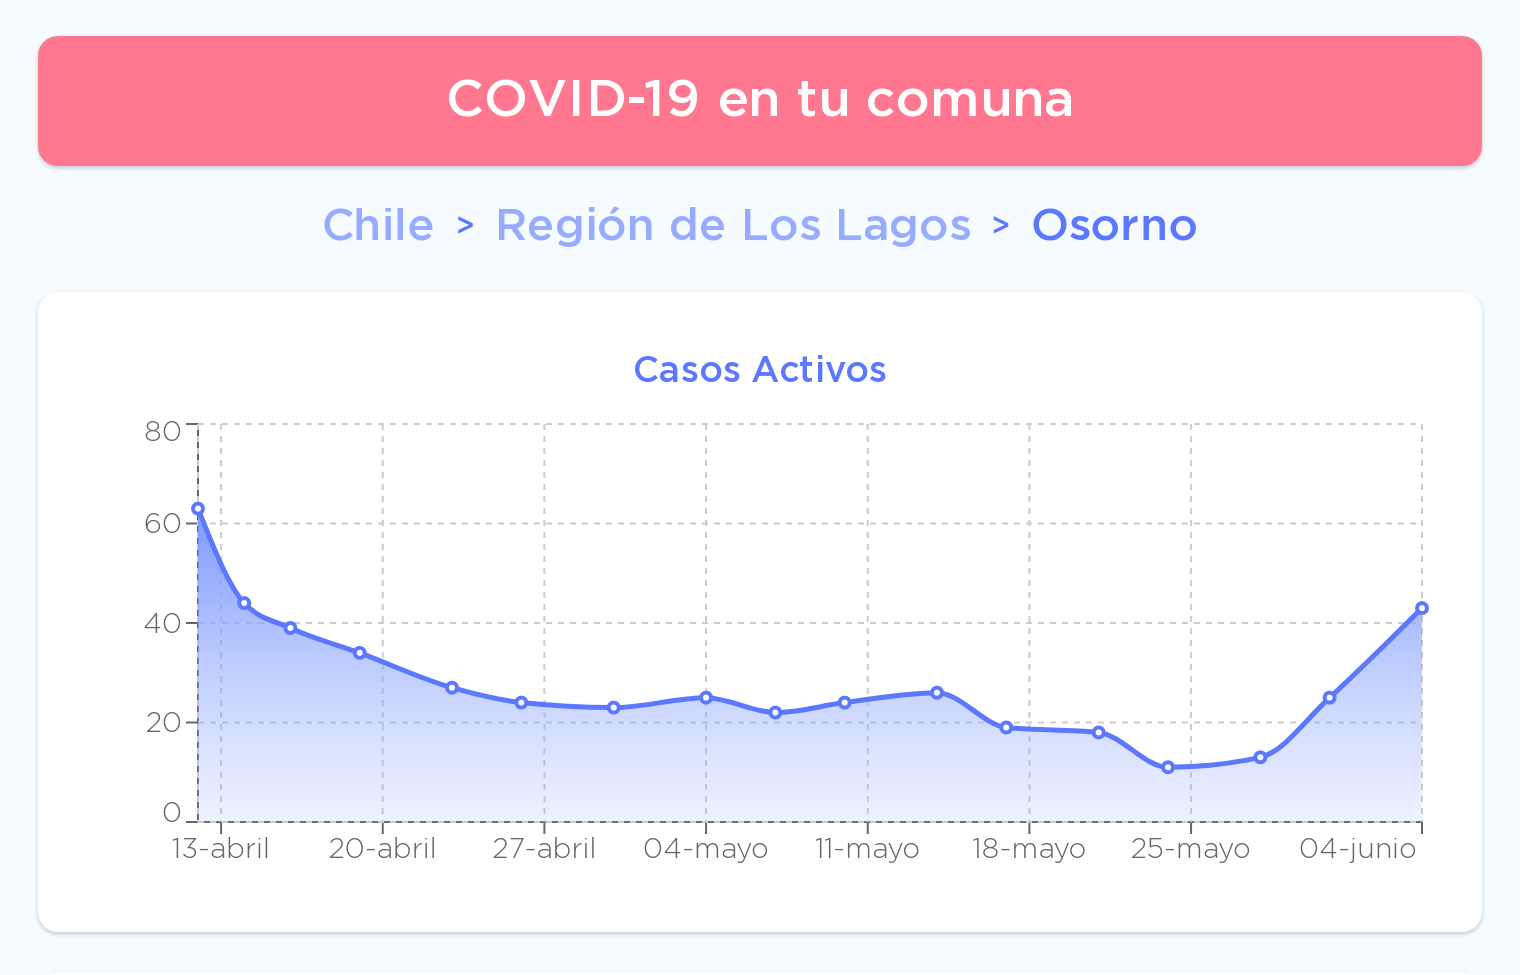 COVID-19 en tu comuna
Chile > Región de Los Lagos > Osorno
Casos Activos
80
60
40
20
0
13-abril 20-abril 27-abril 04-mayo 11-mayo 18-mayo 25-mayo 04-junio